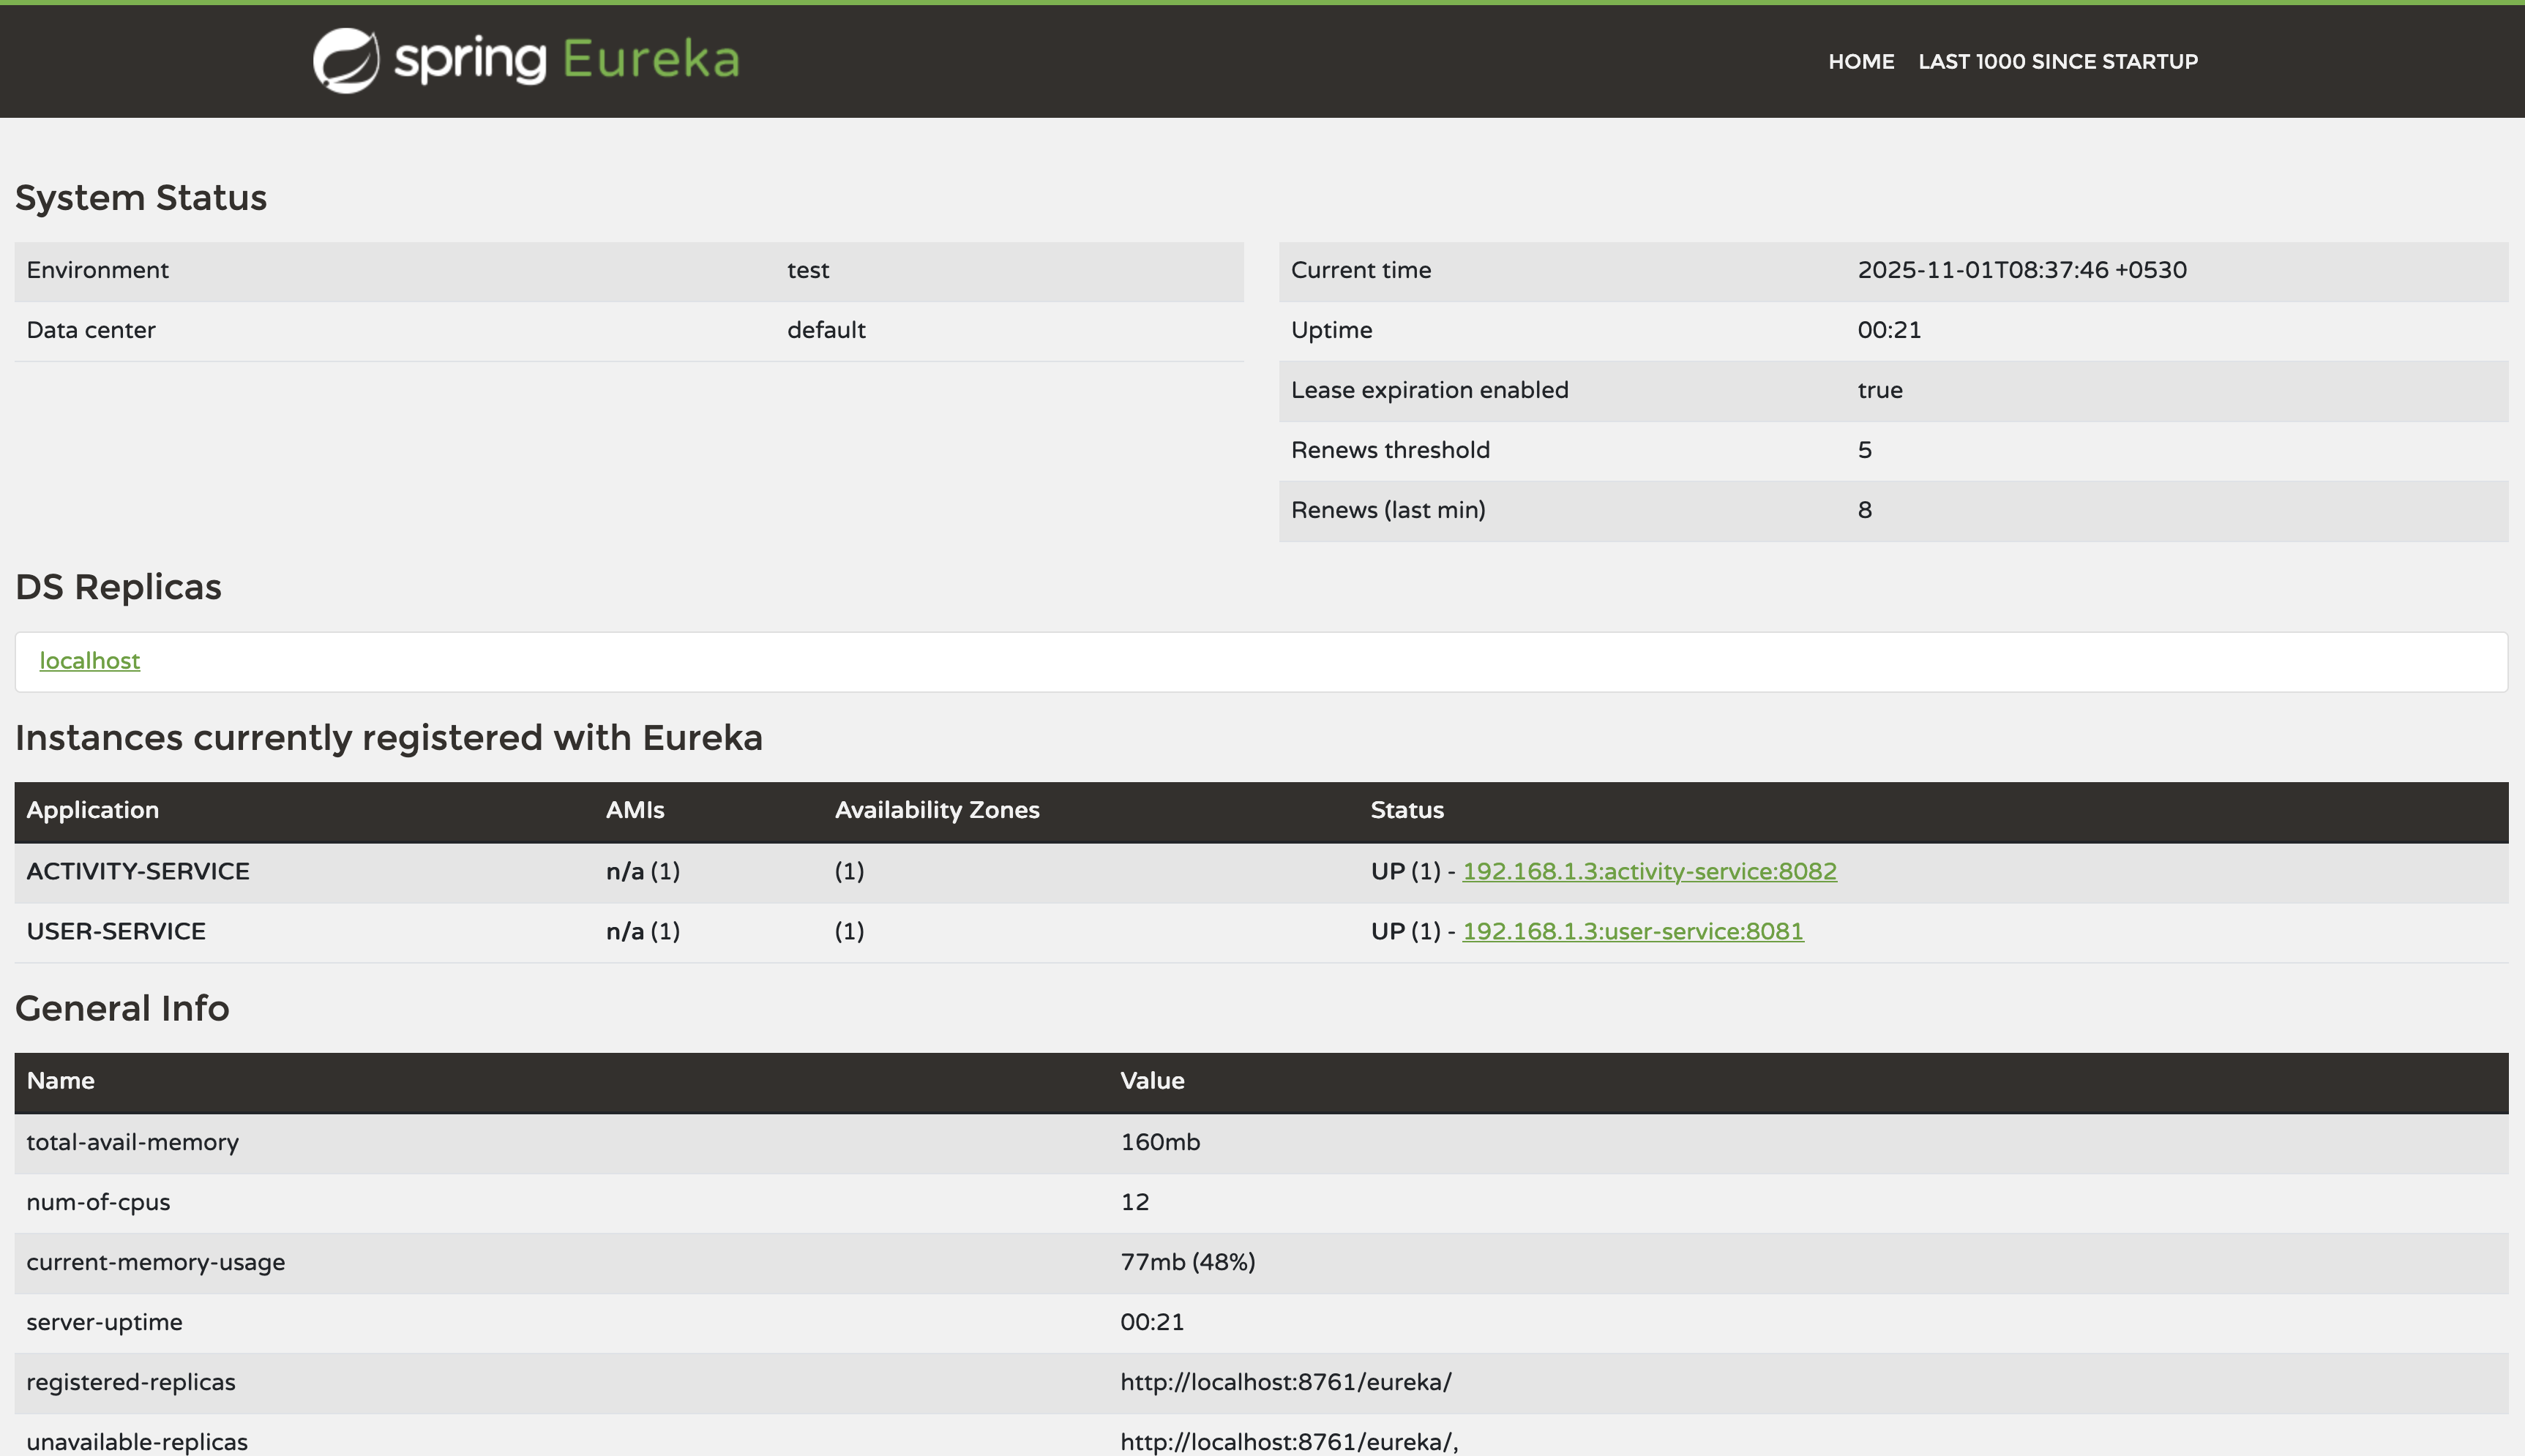 spring Eureka
HOME LAST 1000 SINCE STARTUP
System Status
Environment test
Data center default
Current time 2025-11-01T08:37:46 +0530
Uptime 00:21
Lease expiration enabled true
Renews threshold 5
Renews (last min) 8
DS Replicas
localhost
Instances currently registered with Eureka
Application AMIs Availability Zones Status
ACTIVITY-SERVICE n/a (1) (1) UP (1) - 192.168.1.3:activity-service:8082
USER-SERVICE n/a (1) (1) UP (1) - 192.168.1.3:user-service:8081
General Info
Name Value
total-avail-memory 160mb
num-of-cpus 12
current-memory-usage 77mb (48%)
server-uptime 00:21
registered-replicas http://localhost:8761/eureka/
unavailable-replicas http://localhost:8761/eureka/,